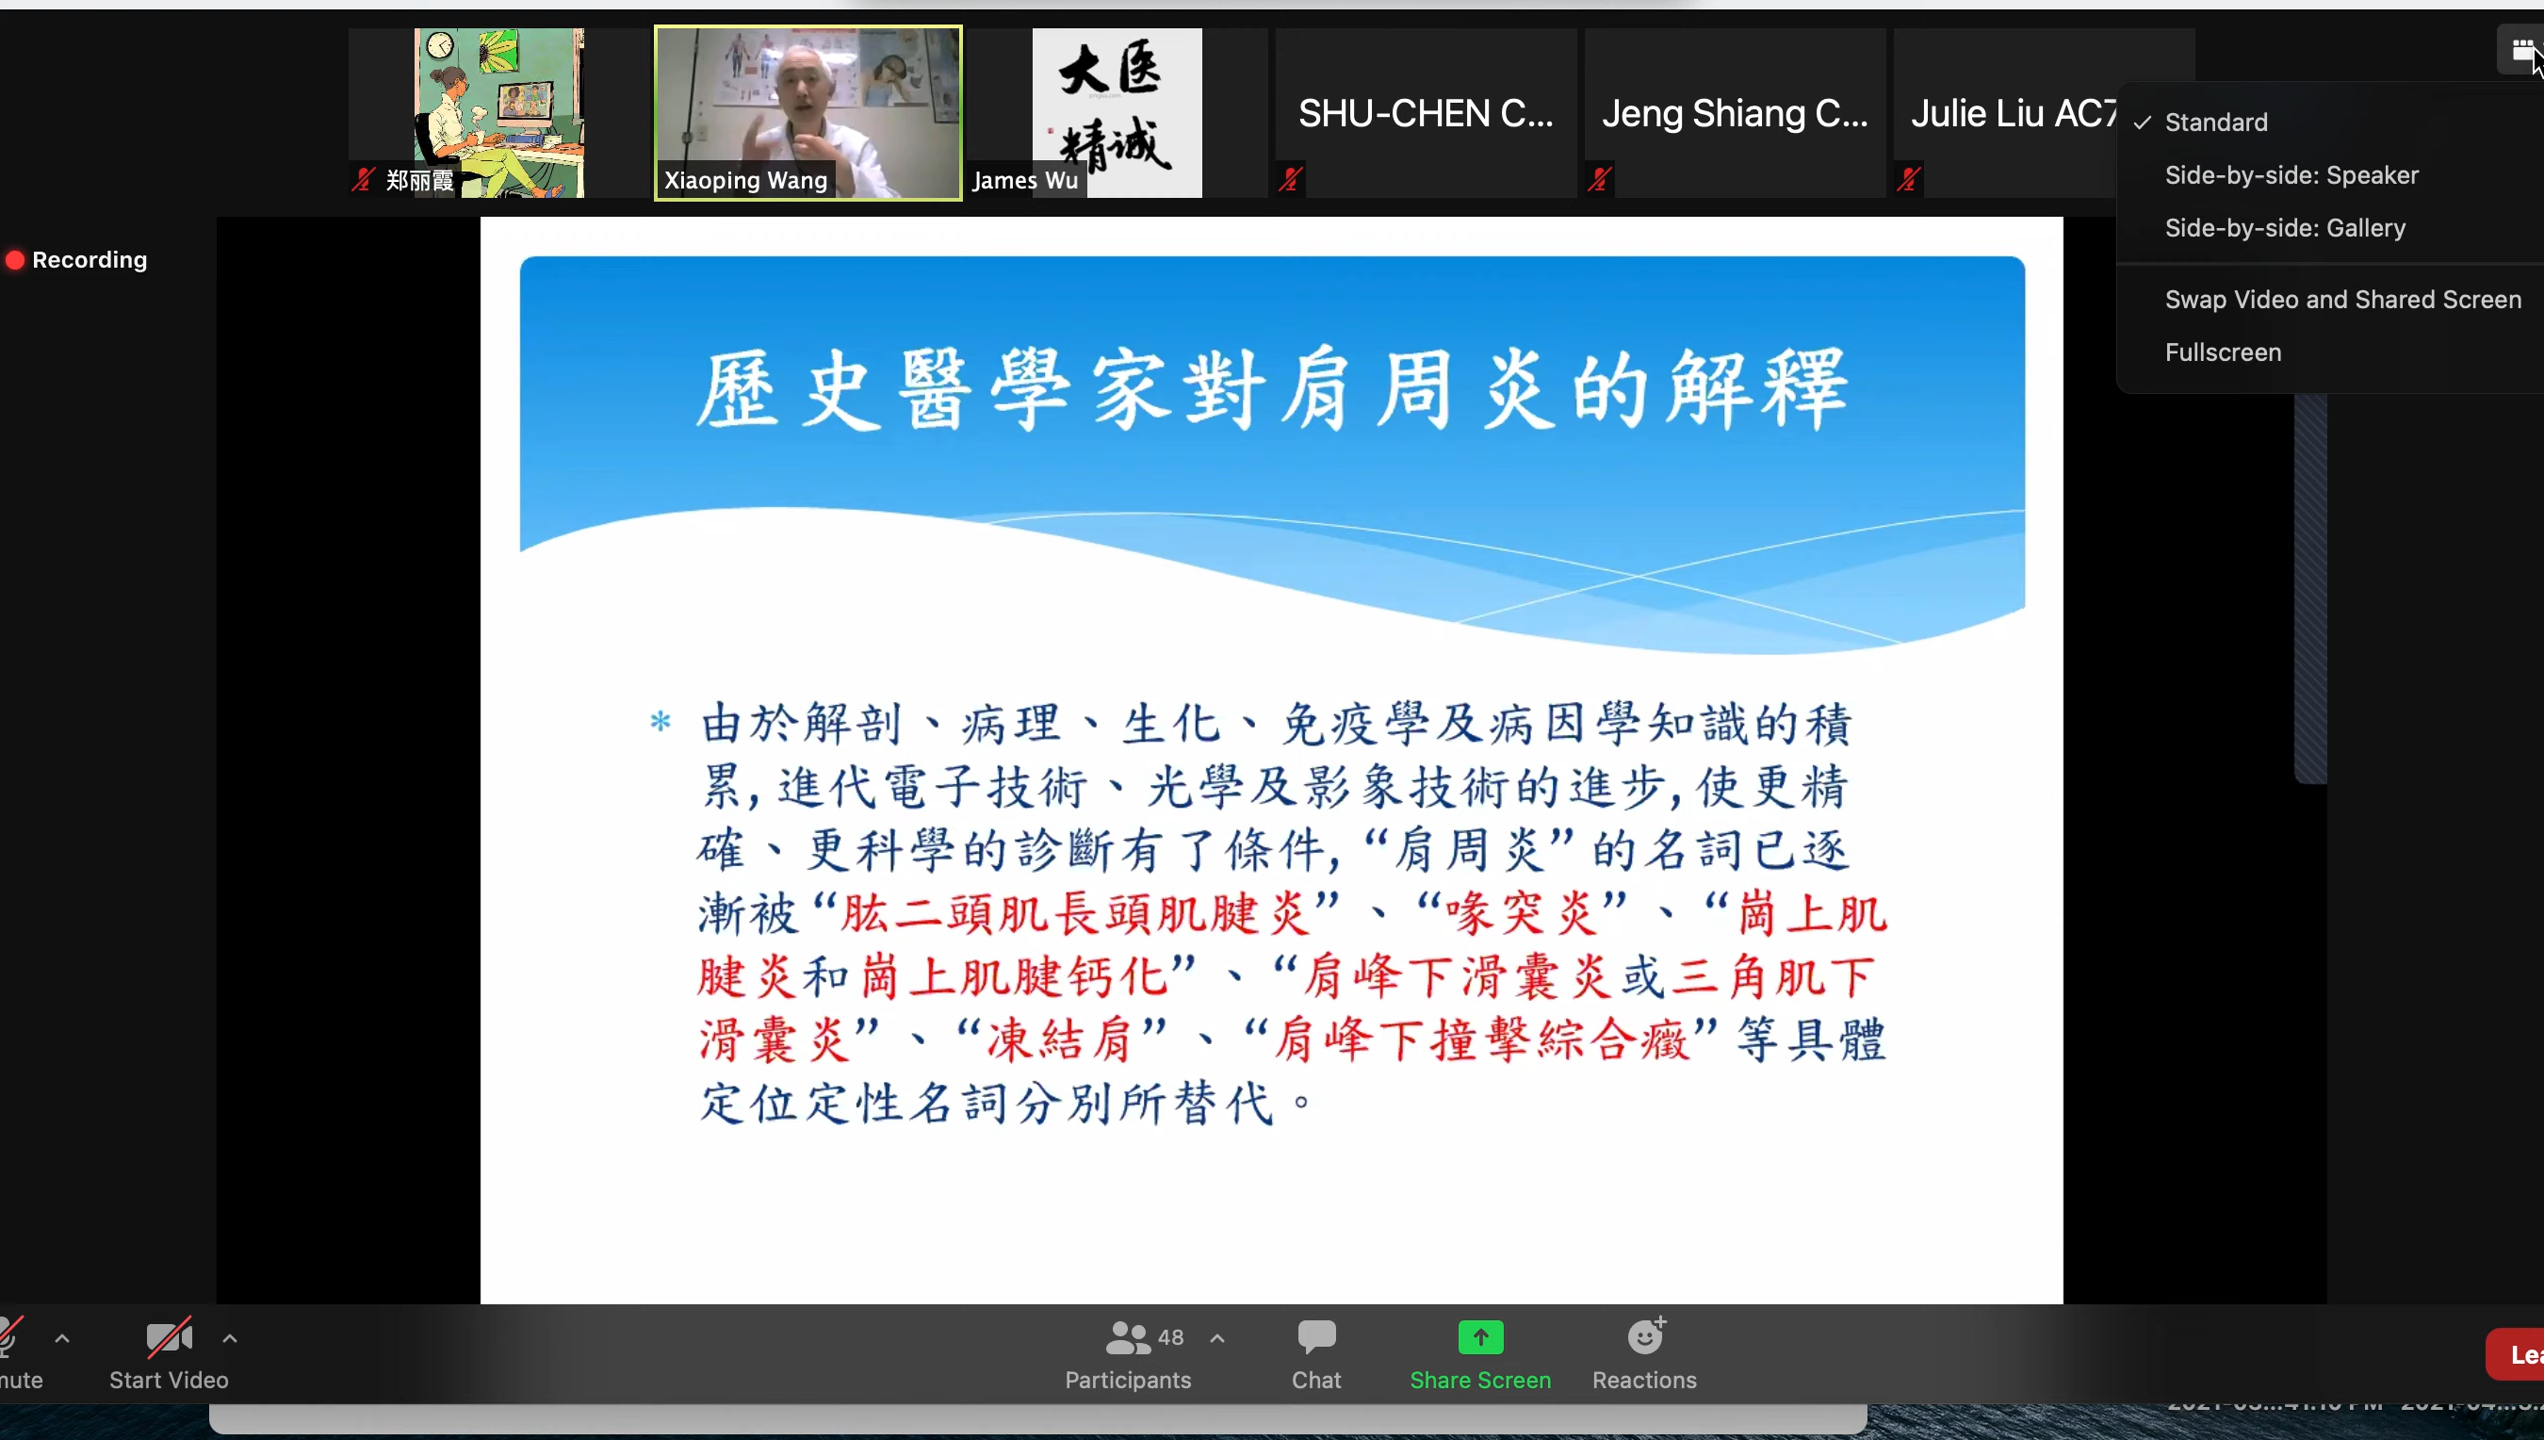 大医
精诚
SHU-CHEN C...
Jeng Shiang C...
Julie Liu AC7
郑丽霞
Xiaoping Wang
James Wu
Standard
Side-by-side: Speaker
Side-by-side: Gallery
Swap Video and Shared Screen
Fullscreen
Recording
歷史醫學家對肩周炎的解釋
* 由於解剖、病理、生化、免疫學及病因學知識的積
累,進代電子技術、光學及影象技術的進步,使更精
確、更科學的診斷有了條件,“肩周炎”的名詞已逐
漸被“肱二頭肌長頭肌腱炎”、“喙突炎”、“崗上肌
腱炎和崗上肌腱钙化”、“肩峰下滑囊炎或三角肌下
滑囊炎”、“凍結肩”、“肩峰下撞擊綜合癥”等具體
定位定性名詞分別所替代。
48
mute
Start Video
Participants
Chat
Share Screen
Reactions
Lea